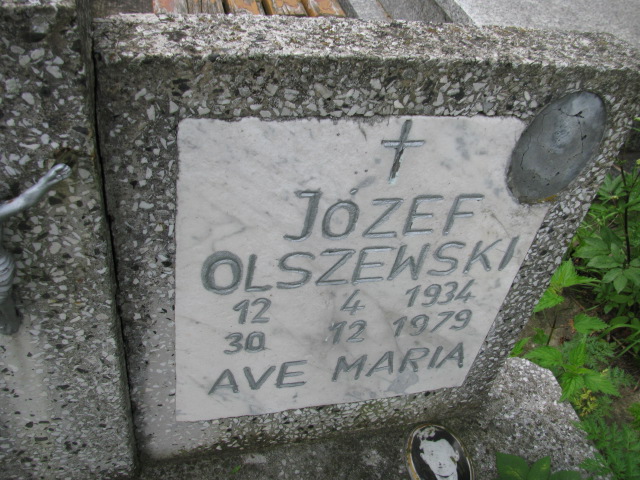 JÓZEF
OLSZEWSKI
12 4 1934
30 12 1979
AVE MARIA